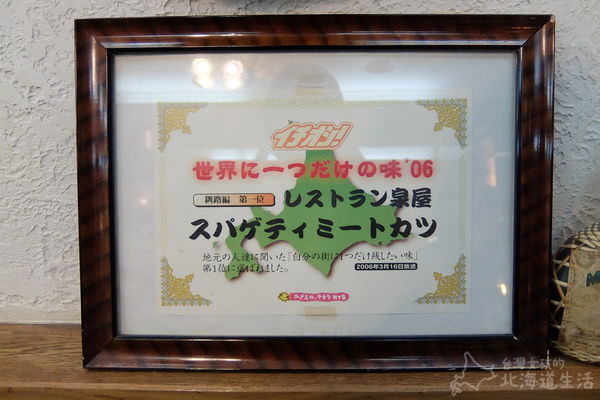 イチオシ!
世界に一つだけの味'06
釧路編 第一位 レストラン泉屋
スパゲティミートカツ
地元の人達に聞いた「自分の街に1つだけ残したい味」
第1位に選ばれました。
2006年3月16日放送
北海道生活